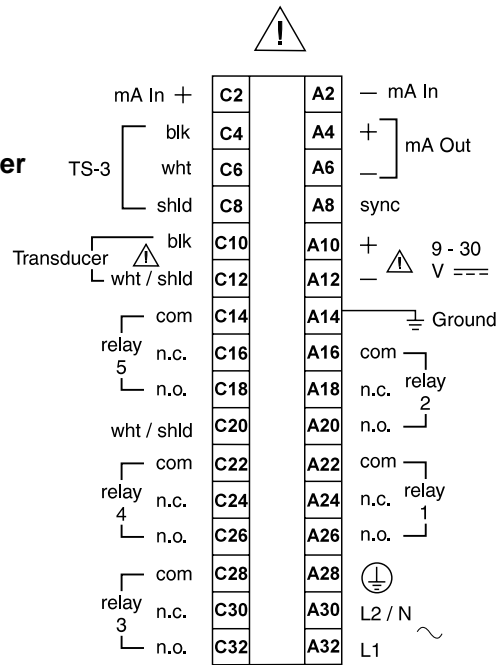 mA In + C2 A2 — mA In
blk C4 A4 +
mA Out
er TS-3 wht C6 A6 —
shld C8 A8 sync
blk C10 A10 + 9 - 30
Transducer V
wht / shld C12 A12 —
com C14 A14 Ground
relay 5 n.c. C16 A16 com
n.o. C18 A18 n.c. relay 2
wht / shld C20 A20 n.o.
com C22 A22 com
relay 4 n.c. C24 A24 n.c. relay 1
n.o. C26 A26 n.o.
com C28 A28
relay 3 n.c. C30 A30 L2 / N
n.o. C32 A32 L1